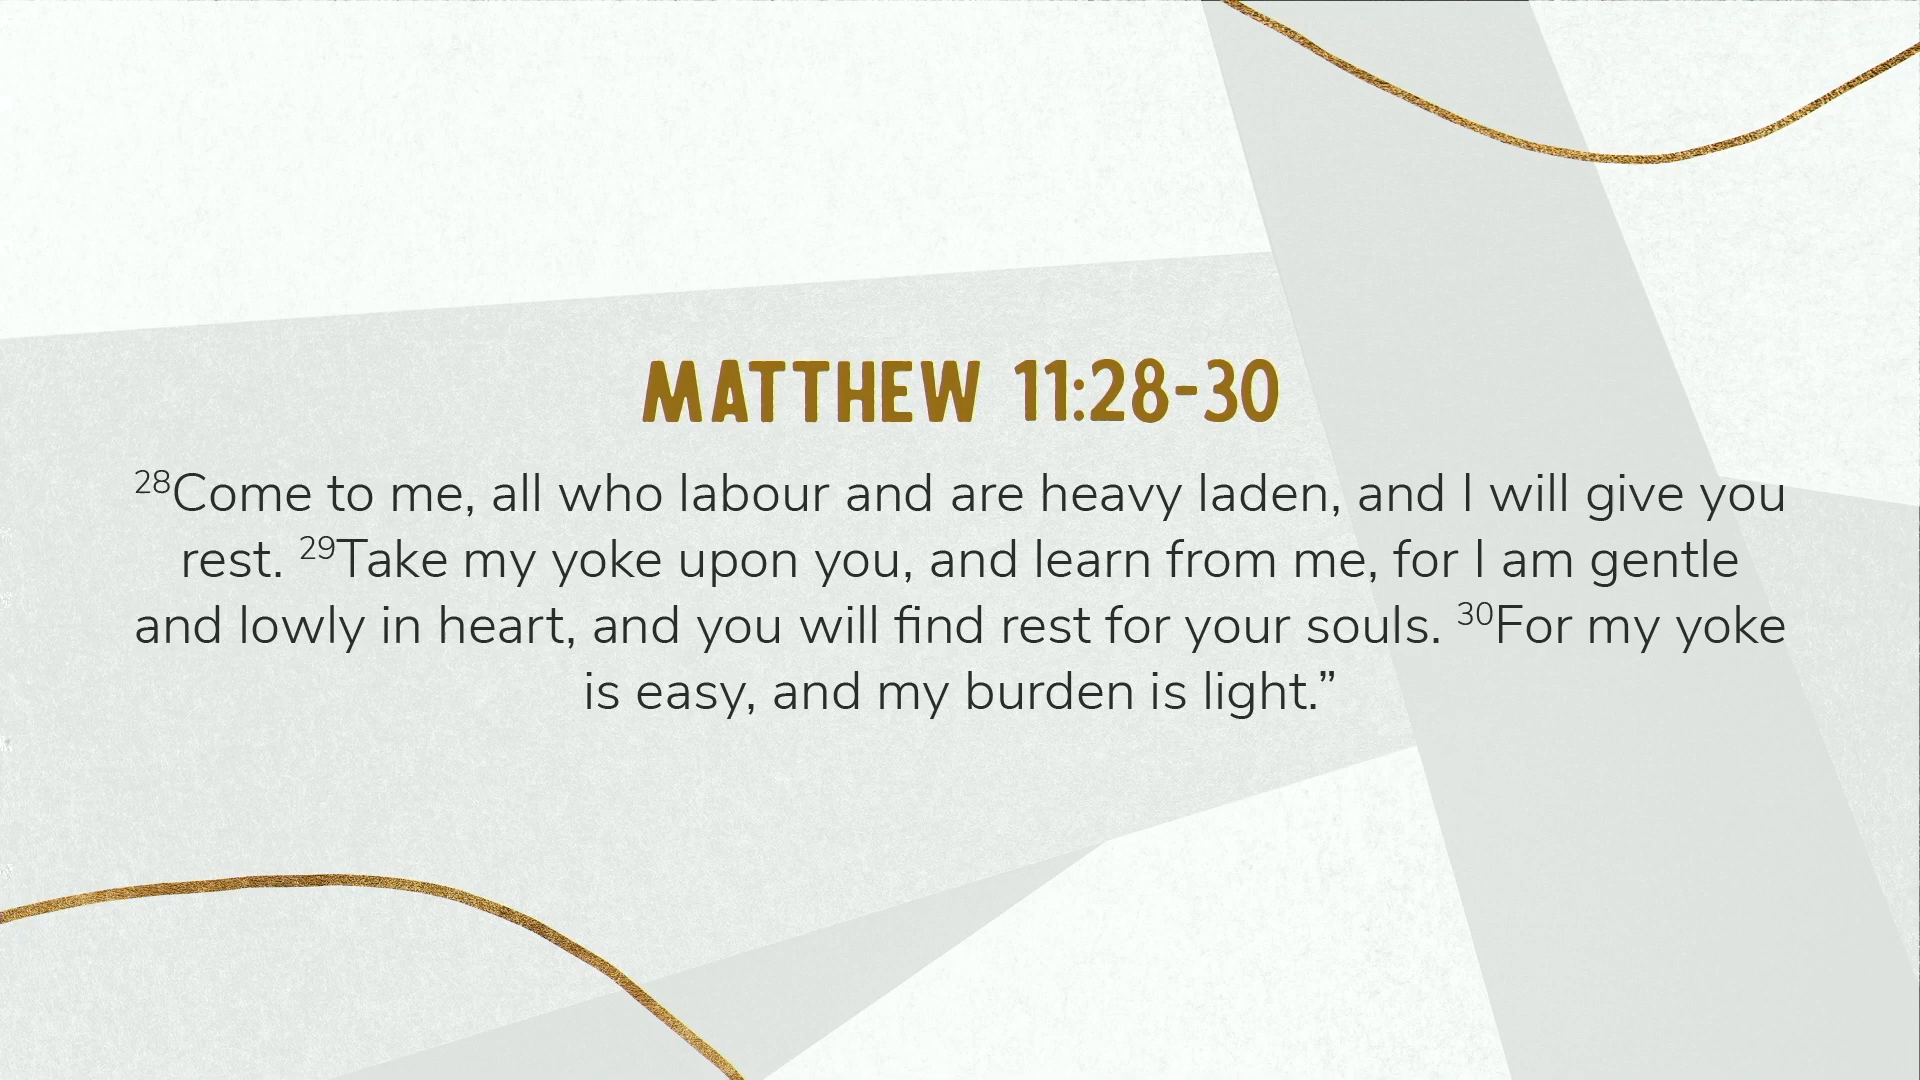 MATTHEW 11:28-30
²⁸Come to me, all who labour and are heavy laden, and I will give you
rest. ²⁹Take my yoke upon you, and learn from me, for I am gentle
and lowly in heart, and you will find rest for your souls. ³⁰For my yoke
is easy, and my burden is light.”